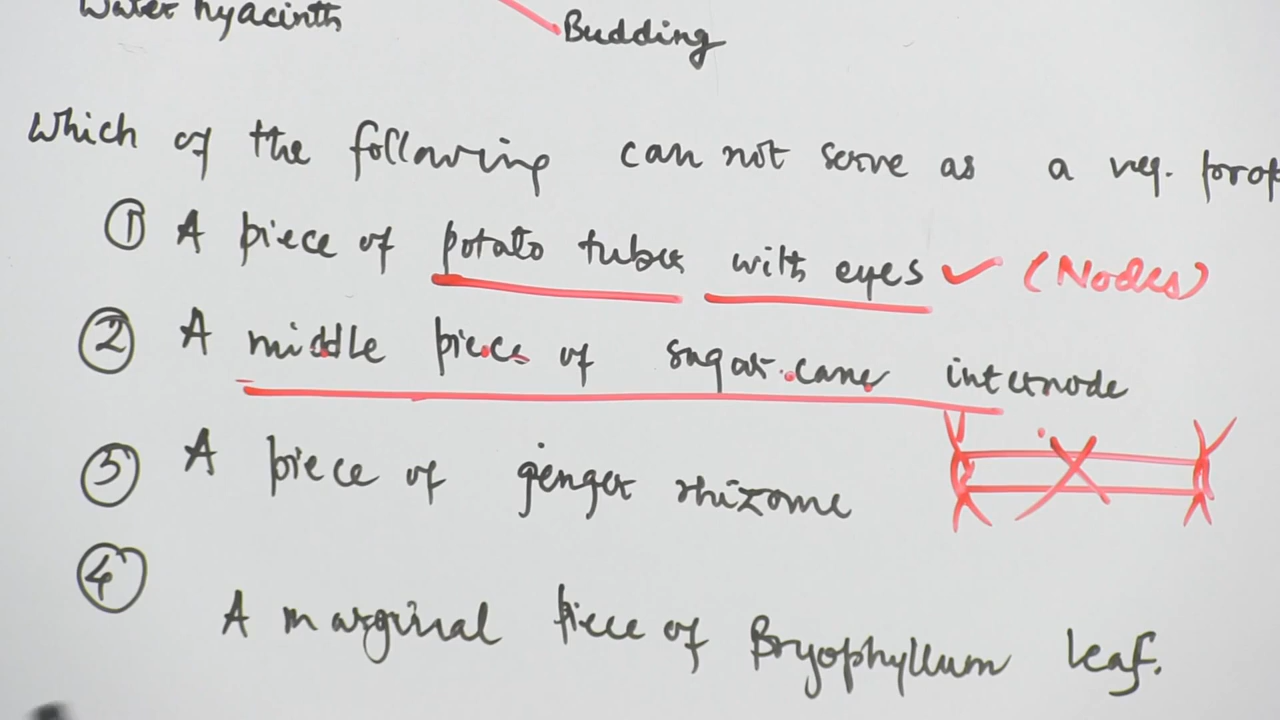 Water hyacinth
Budding
Which of the following can not serve as a veg. prop
① A piece of potato tuber with eyes ✓ (Nodes)
② A middle piece of sugar cane internode
③ A piece of genger rhizome
④ A marginal piece of Bryophyllum leaf.